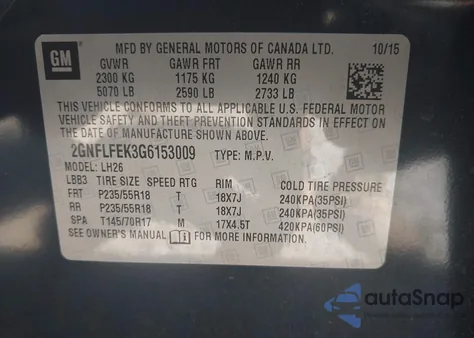 GM
MFD BY GENERAL MOTORS OF CANADA LTD. 10/15
GVWR GAWR FRT GAWR RR
2300 KG 1175 KG 1240 KG
5070 LB 2590 LB 2733 LB
THIS VEHICLE CONFORMS TO ALL APPLICABLE U.S. FEDERAL MOTOR
VEHICLE SAFETY AND THEFT PREVENTION STANDARDS IN EFFECT ON
THE DATE OF MANUFACTURE SHOWN ABOVE.
2GNFLFEK3G6153009 TYPE: M.P.V.
MODEL: LH26
LBB3 TIRE SIZE SPEED RTG RIM COLD TIRE PRESSURE
FRT P235/55R18 T 18X7J 240KPA(35PSI)
RR P235/55R18 T 18X7J 240KPA(35PSI)
SPA T145/70R17 M 17X4.5T 420KPA(60PSI)
SEE OWNER'S MANUAL FOR MORE INFORMATION.
autoSnap